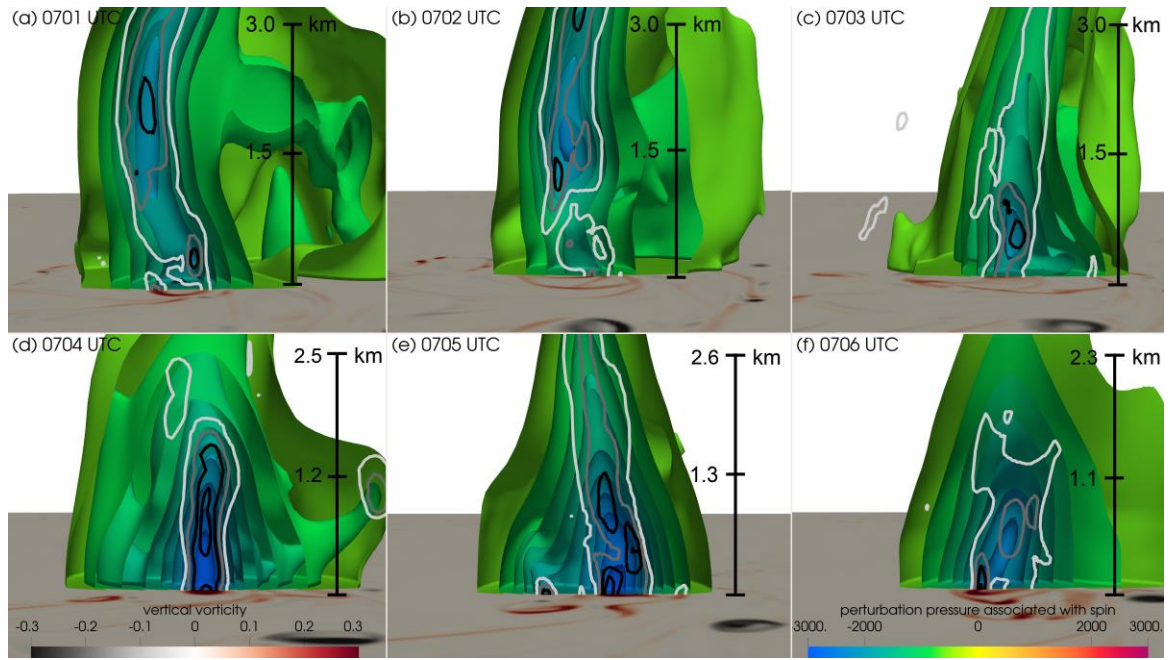 (a) 0701 UTC
3.0 km
1.5
(b) 0702 UTC
3.0 km
1.5
(c) 0703 UTC
3.0 km
1.5
(d) 0704 UTC
2.5 km
1.2
(e) 0705 UTC
2.6 km
1.3
(f) 0706 UTC
2.3 km
1.1
vertical vorticity
-0.3 -0.2 -0.1 0 0.1 0.2 0.3
perturbation pressure associated with spin
3000. -2000 0 2000 3000.